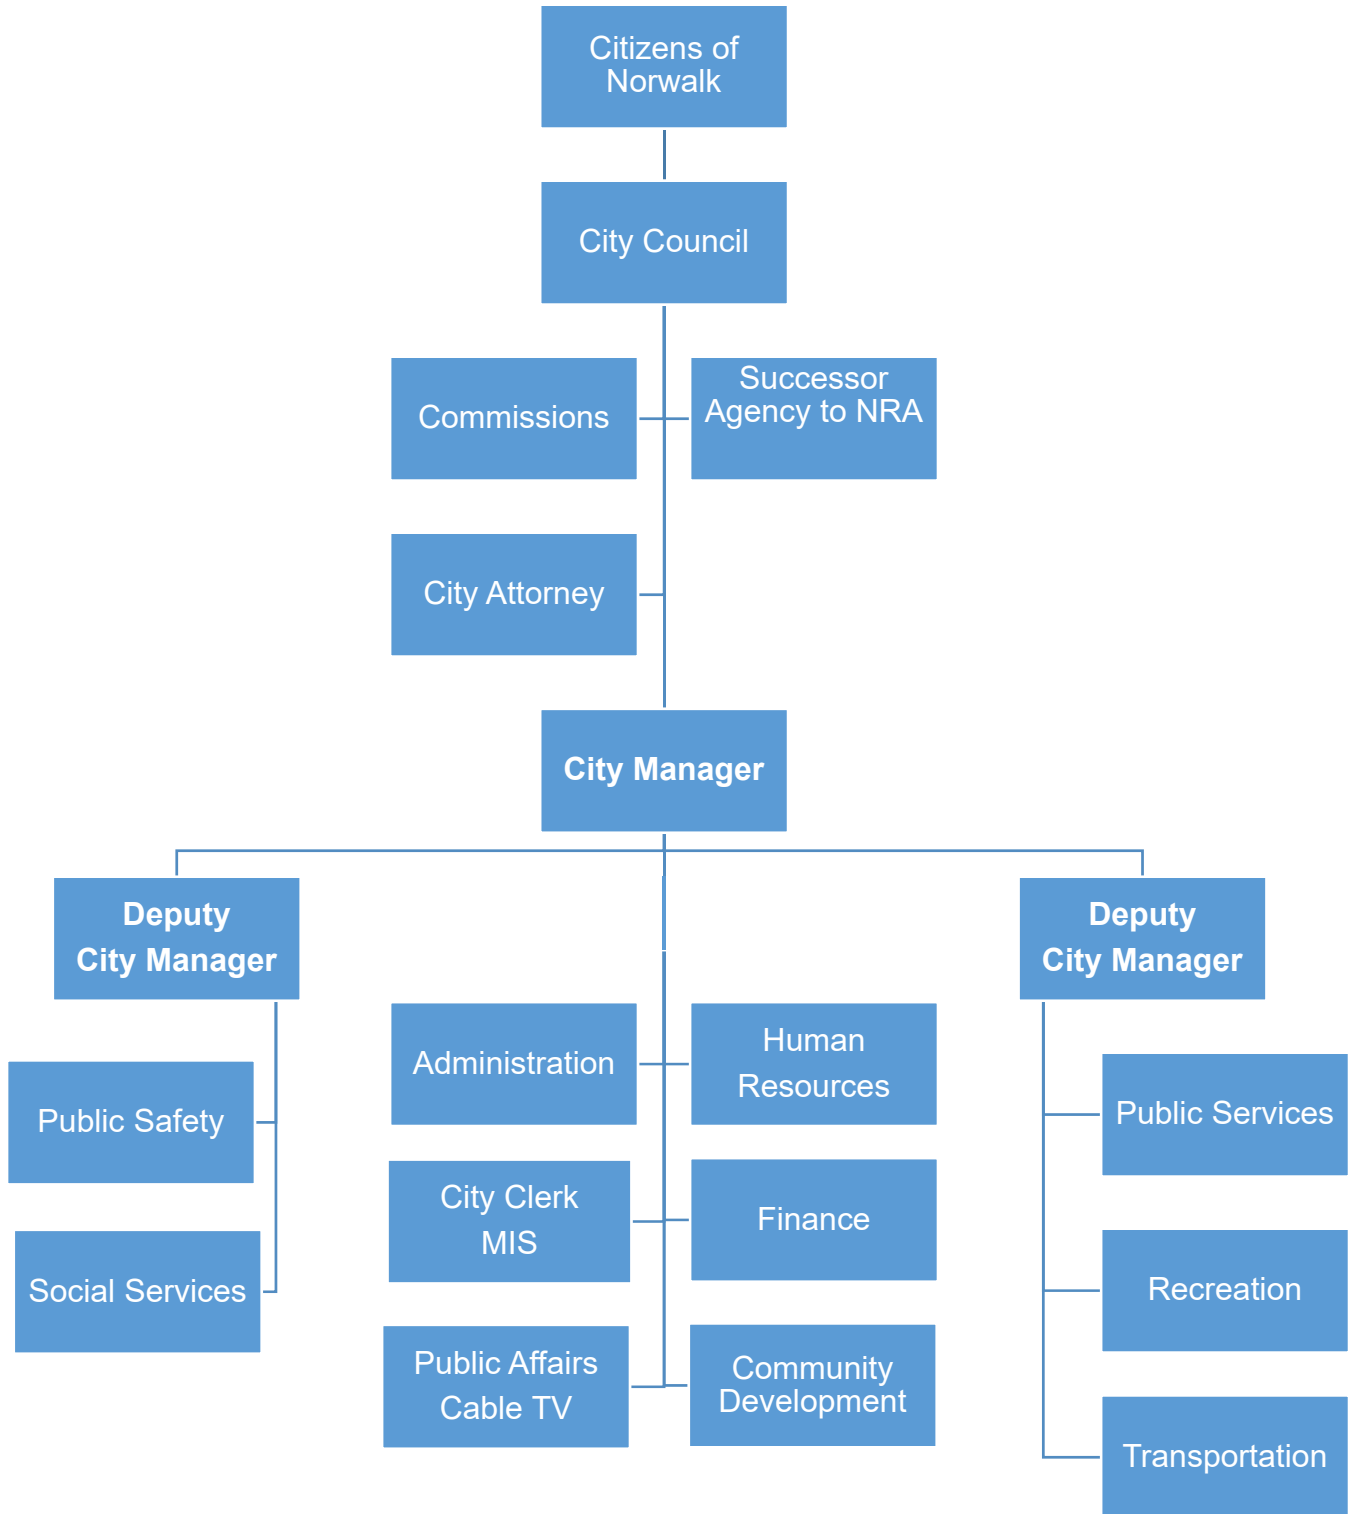 Citizens of
Norwalk
City Council
Commissions
Successor
Agency to NRA
City Attorney
City Manager
Deputy
City Manager
Deputy
City Manager
Administration
Human
Resources
Public Safety
Public Services
City Clerk
MIS
Finance
Social Services
Recreation
Public Affairs
Cable TV
Community
Development
Transportation